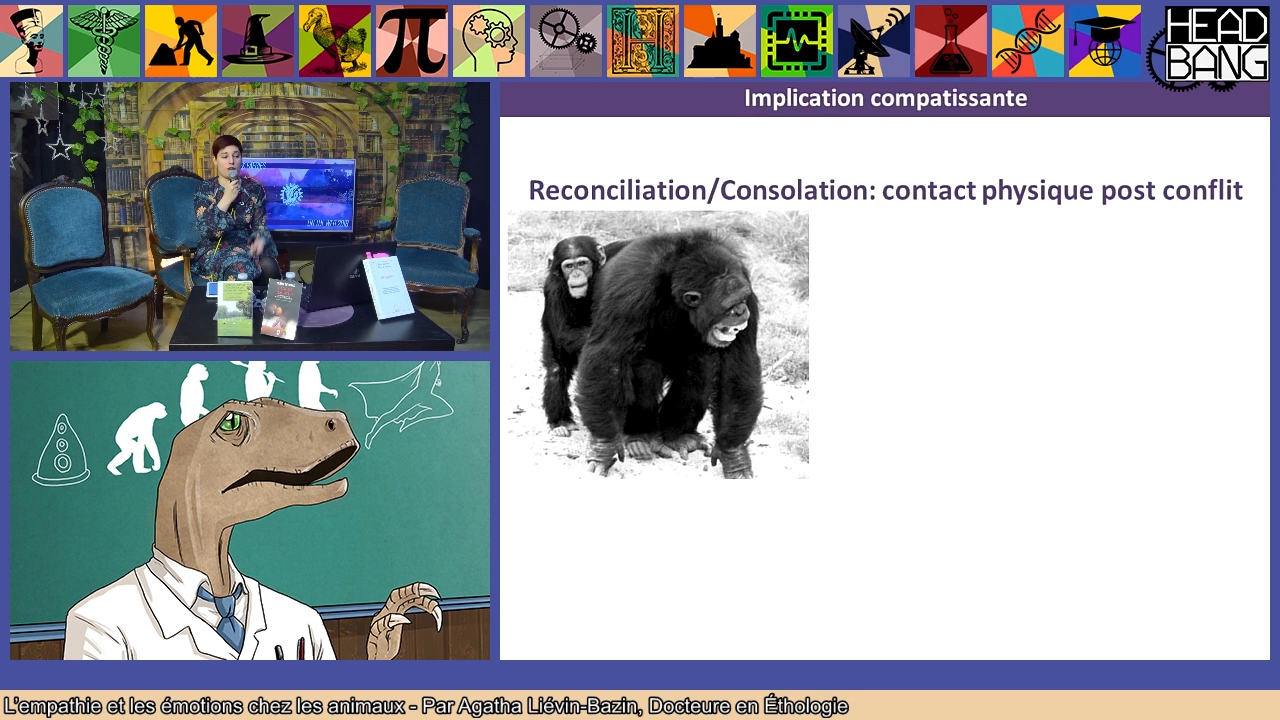 HEAD
BANG
Implication compatissante
Reconciliation/Consolation: contact physique post conflit
L'empathie et les émotions chez les animaux - Par Agatha Liévin-Bazin, Docteure en Éthologie